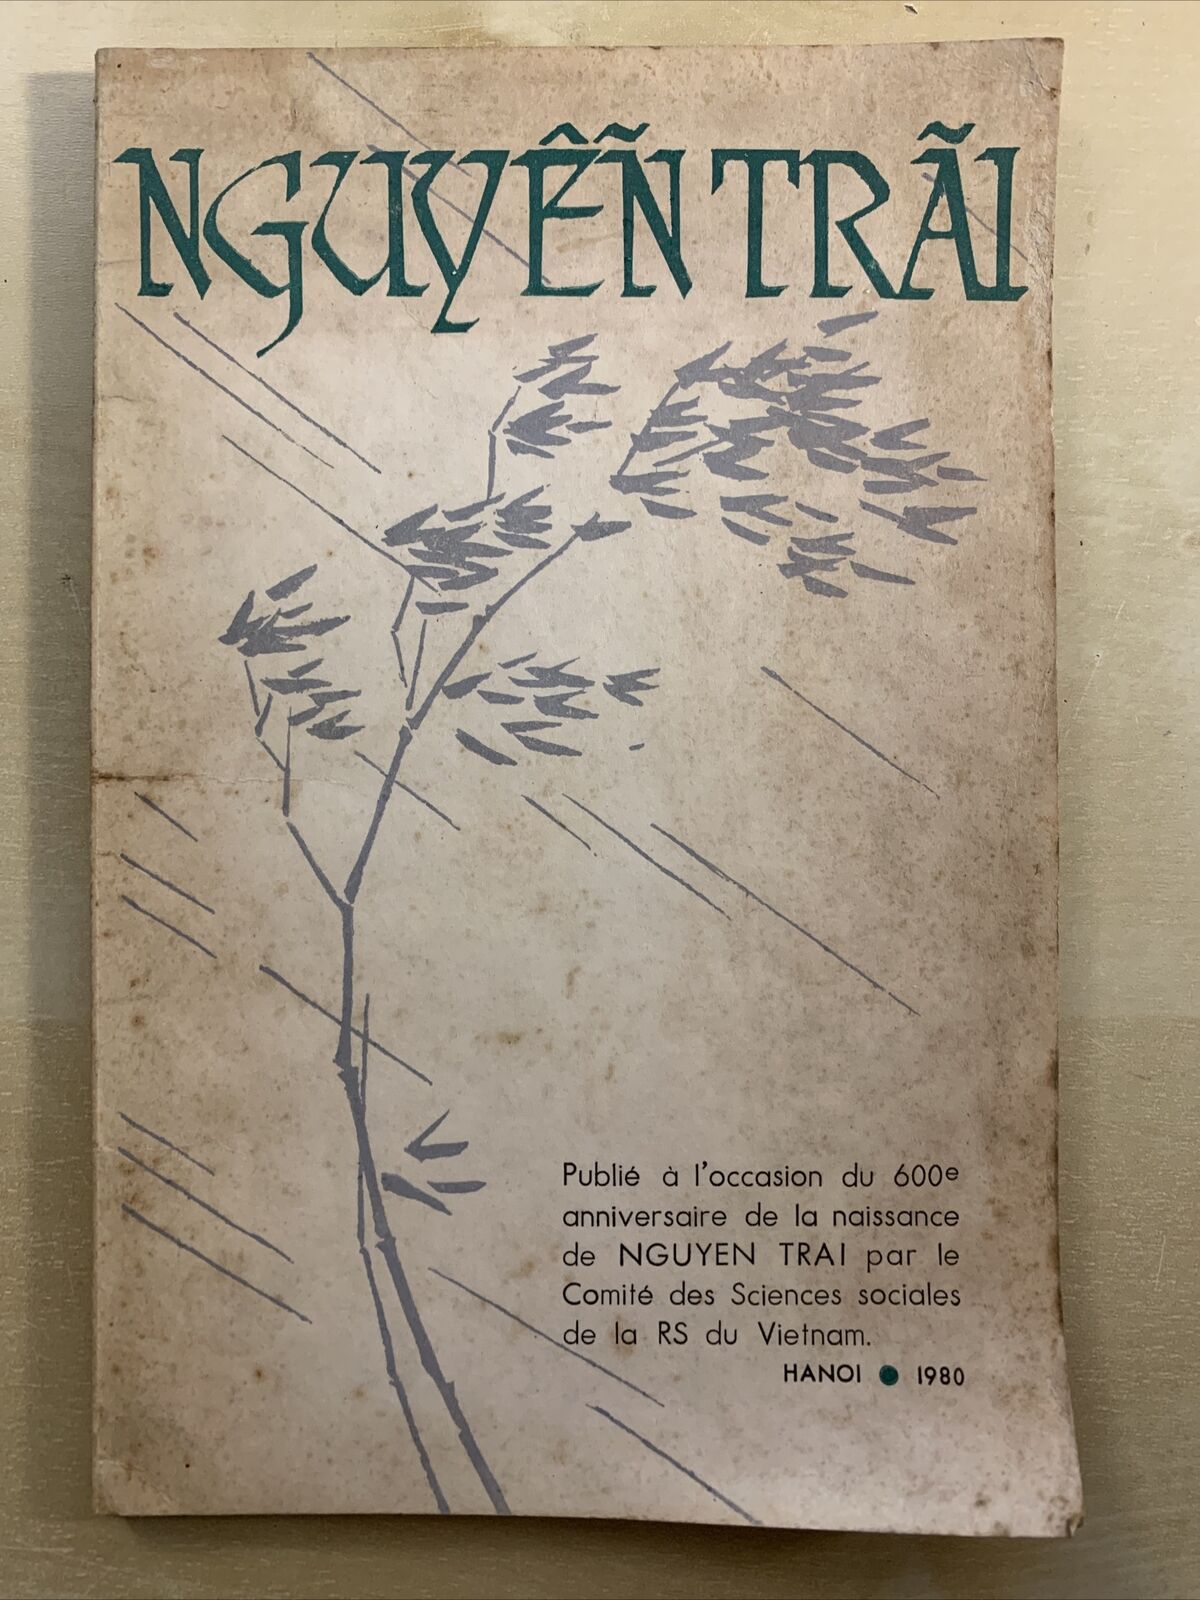 NGUYỄN TRÃI
Publié à l'occasion du 600e
anniversaire de la naissance
de NGUYEN TRAI par le
Comité des Sciences sociales
de la RS du Vietnam.
HANOI ● 1980